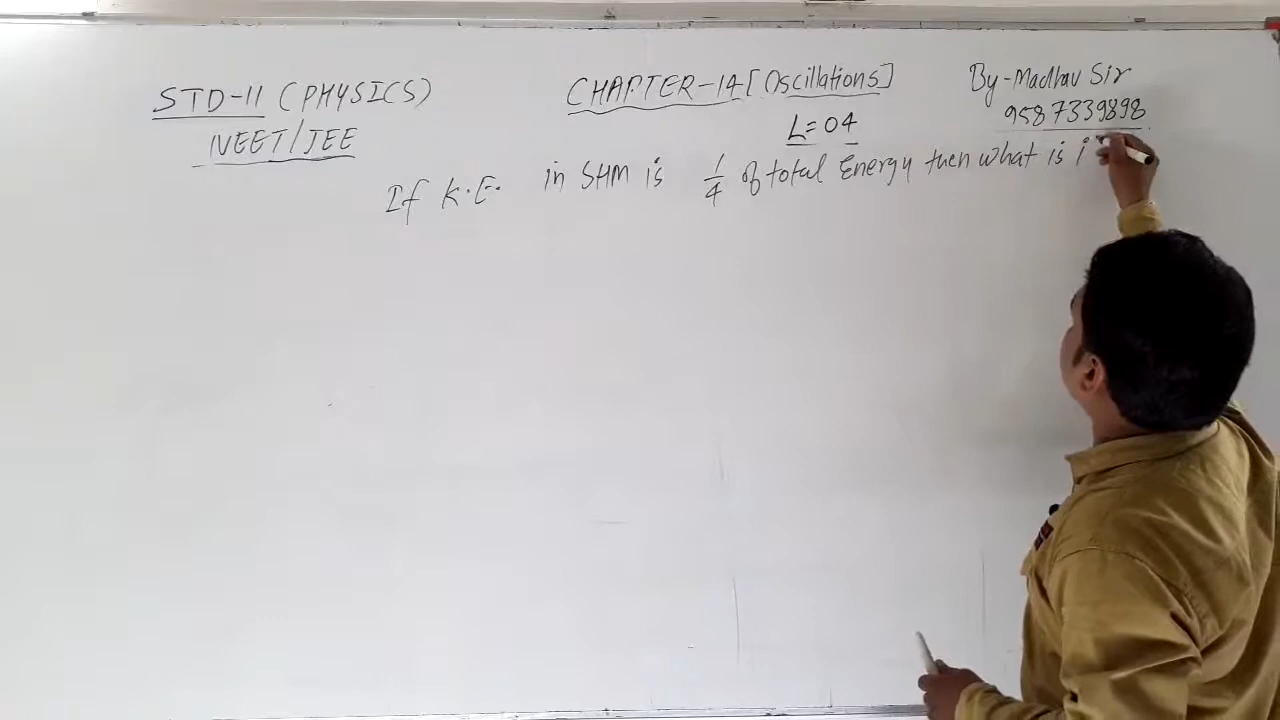 STD-11 (PHYSICS)
NEET/JEE
CHAPTER-14 [Oscillations]
L=04
By-Madhav Sir
9587339898
If K.E. in SHM is 1/4 of total Energy then what is i